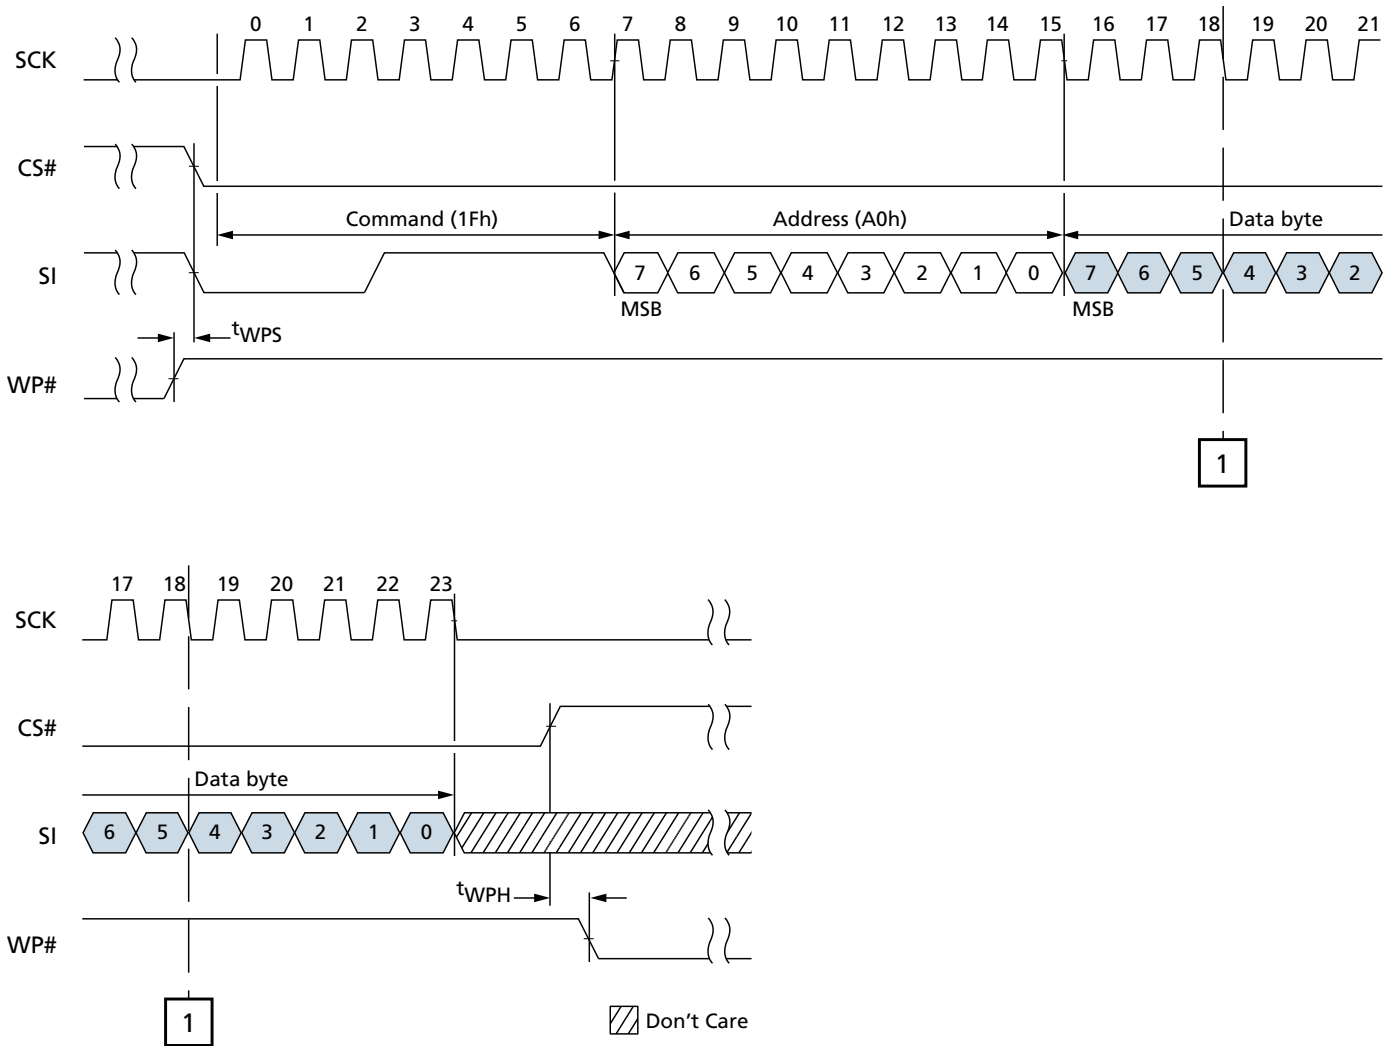 0 1 2 3 4 5 6 7 8 9 10 11 12 13 14 15 16 17 18 19 20 21
SCK
CS#
Command (1Fh) Address (A0h) Data byte
SI 7 6 5 4 3 2 1 0 7 6 5 4 3 2
MSB MSB
tWPS
WP#
1
17 18 19 20 21 22 23
SCK
CS#
Data byte
SI 6 5 4 3 2 1 0
tWPH
WP#
1 Don't Care